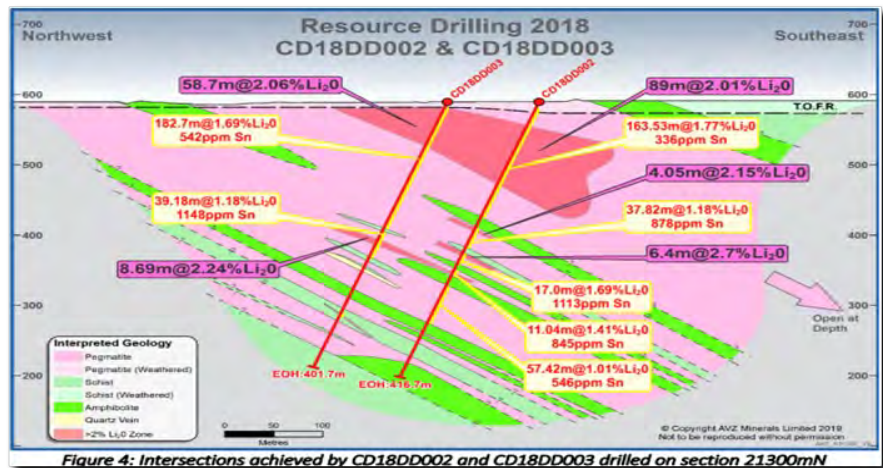 Resource Drilling 2018
CD18DD002 & CD18DD003
700
Northwest
700
Southeast
CD18DD003
CD18DD002
58.7m@2.06%Li₂0
89m@2.01%Li₂0
600
600
T.O.F.R.
182.7m@1.69%Li₂0
542ppm Sn
163.53m@1.77%Li₂0
336ppm Sn
500
500
4.05m@2.15%Li₂0
39.18m@1.18%Li₂0
1148ppm Sn
37.82m@1.18%Li₂0
878ppm Sn
400
400
8.69m@2.24%Li₂0
6.4m@2.7%Li₂0
17.0m@1.69%Li₂0
1113ppm Sn
300
300
Open at
Depth
11.04m@1.41%Li₂0
845ppm Sn
57.42m@1.01%Li₂0
546ppm Sn
Interpreted Geology
Pegmatite
Pegmatite (Weathered)
Schist
Schist (Weathered)
Amphibolite
Quartz Vein
>2% Li₂0 Zone
200
200
EOH:401.7m
EOH:416.7m
0
50
100
Metres
© Copyright AVZ Minerals Limited 2018
Not to be reproduced without permission
Figure 4: Intersections achieved by CD18DD002 and CD18DD003 drilled on section 21300mN